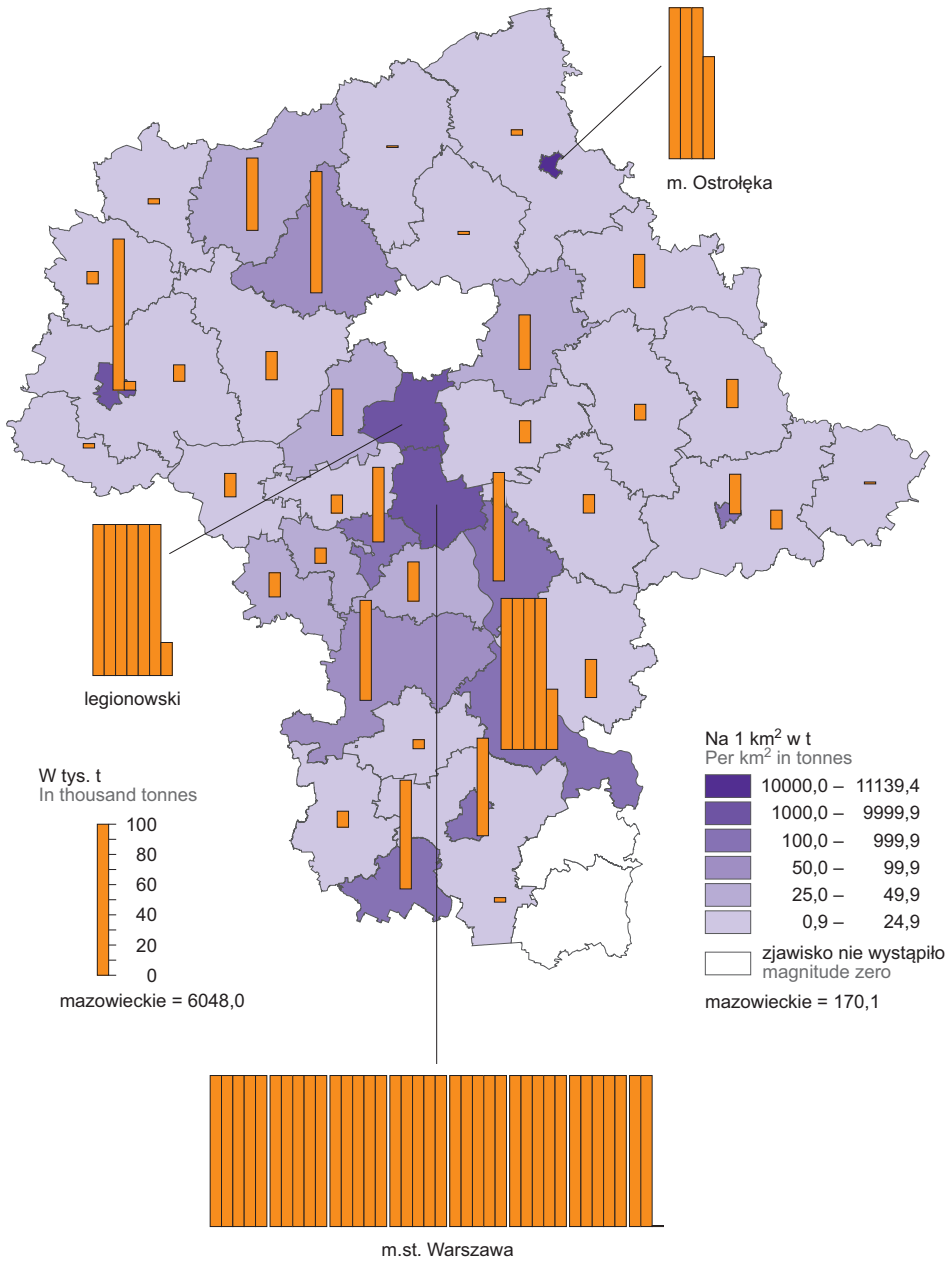 m. Ostrołęka
legionowski
W tys. t
In thousand tonnes
100
80
60
40
20
0
mazowieckie = 6048,0
Na 1 km² w t
Per km² in tonnes
10000,0 – 11139,4
1000,0 – 9999,9
100,0 – 999,9
50,0 – 99,9
25,0 – 49,9
0,9 – 24,9
zjawisko nie wystąpiło
magnitude zero
mazowieckie = 170,1
m.st. Warszawa